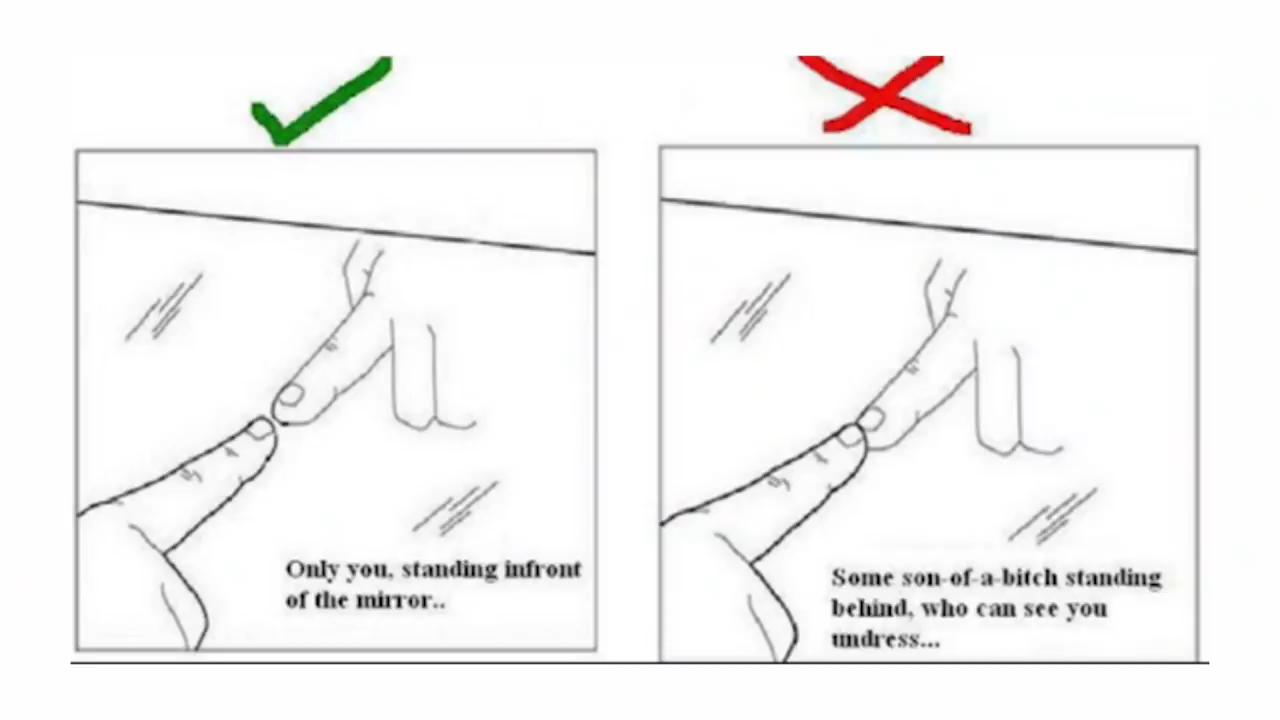 Only you, standing infront
of the mirror..
Some son-of-a-bitch standing
behind, who can see you
undress...